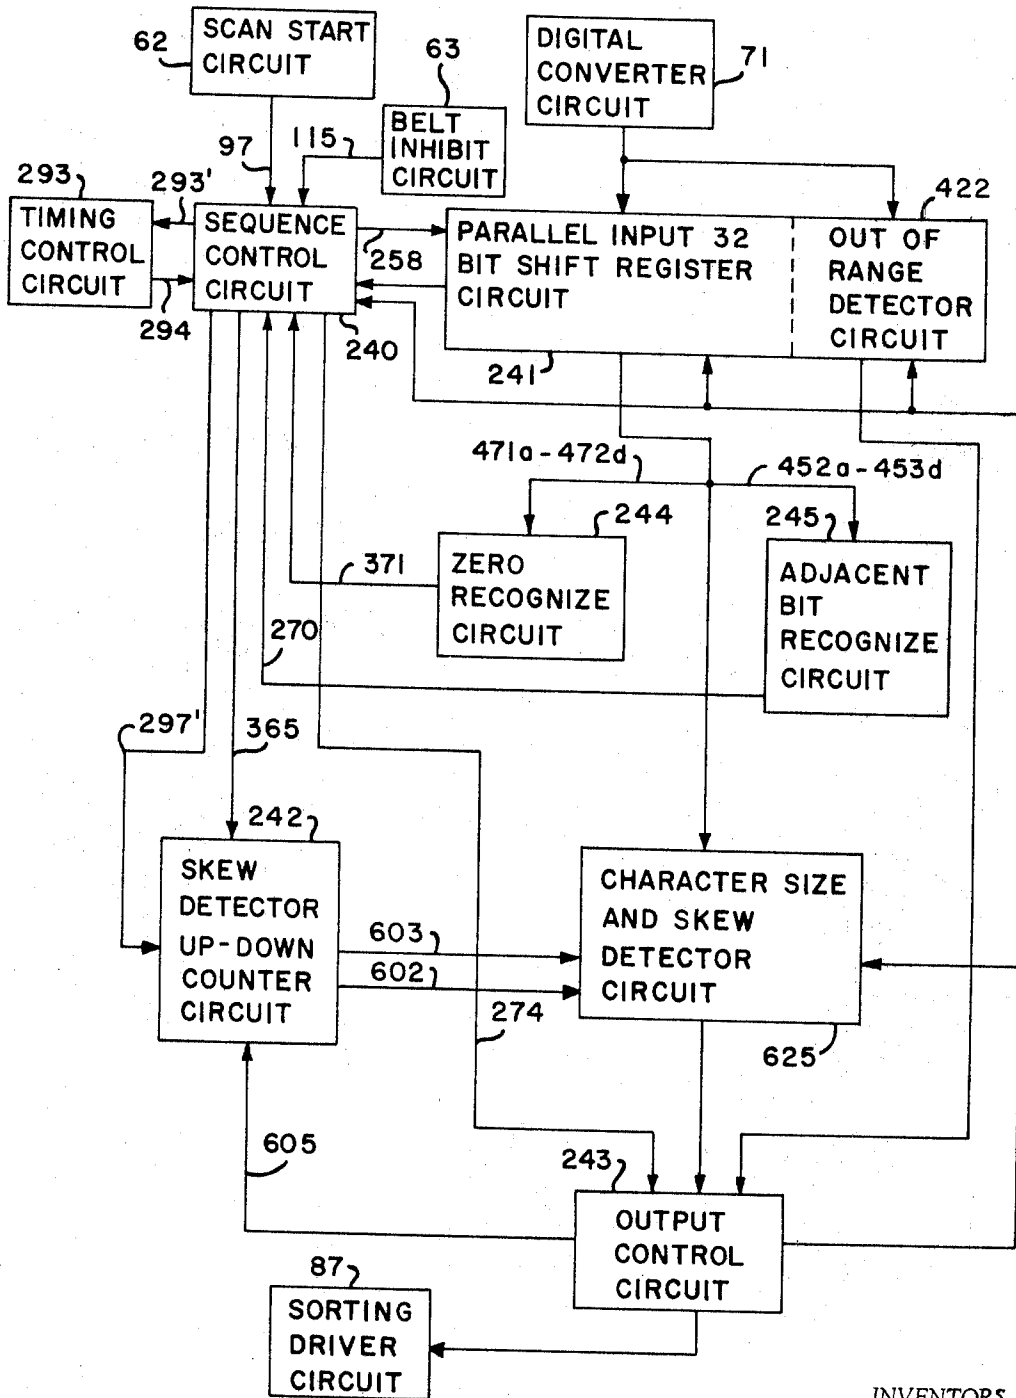 62
SCAN START
CIRCUIT
63
BELT
INHIBIT
CIRCUIT
DIGITAL
CONVERTER
CIRCUIT
71
97
115
293
293'
TIMING
CONTROL
CIRCUIT
294
SEQUENCE
CONTROL
CIRCUIT
240
258
PARALLEL INPUT 32
BIT SHIFT REGISTER
CIRCUIT
241
422
OUT OF
RANGE
DETECTOR
CIRCUIT
471a-472d
452a-453d
244
ZERO
RECOGNIZE
CIRCUIT
245
ADJACENT
BIT
RECOGNIZE
CIRCUIT
371
270
297'
365
242
SKEW
DETECTOR
UP-DOWN
COUNTER
CIRCUIT
603
602
274
CHARACTER SIZE
AND SKEW
DETECTOR
CIRCUIT
625
605
243
OUTPUT
CONTROL
CIRCUIT
87
SORTING
DRIVER
CIRCUIT
INVENTORS